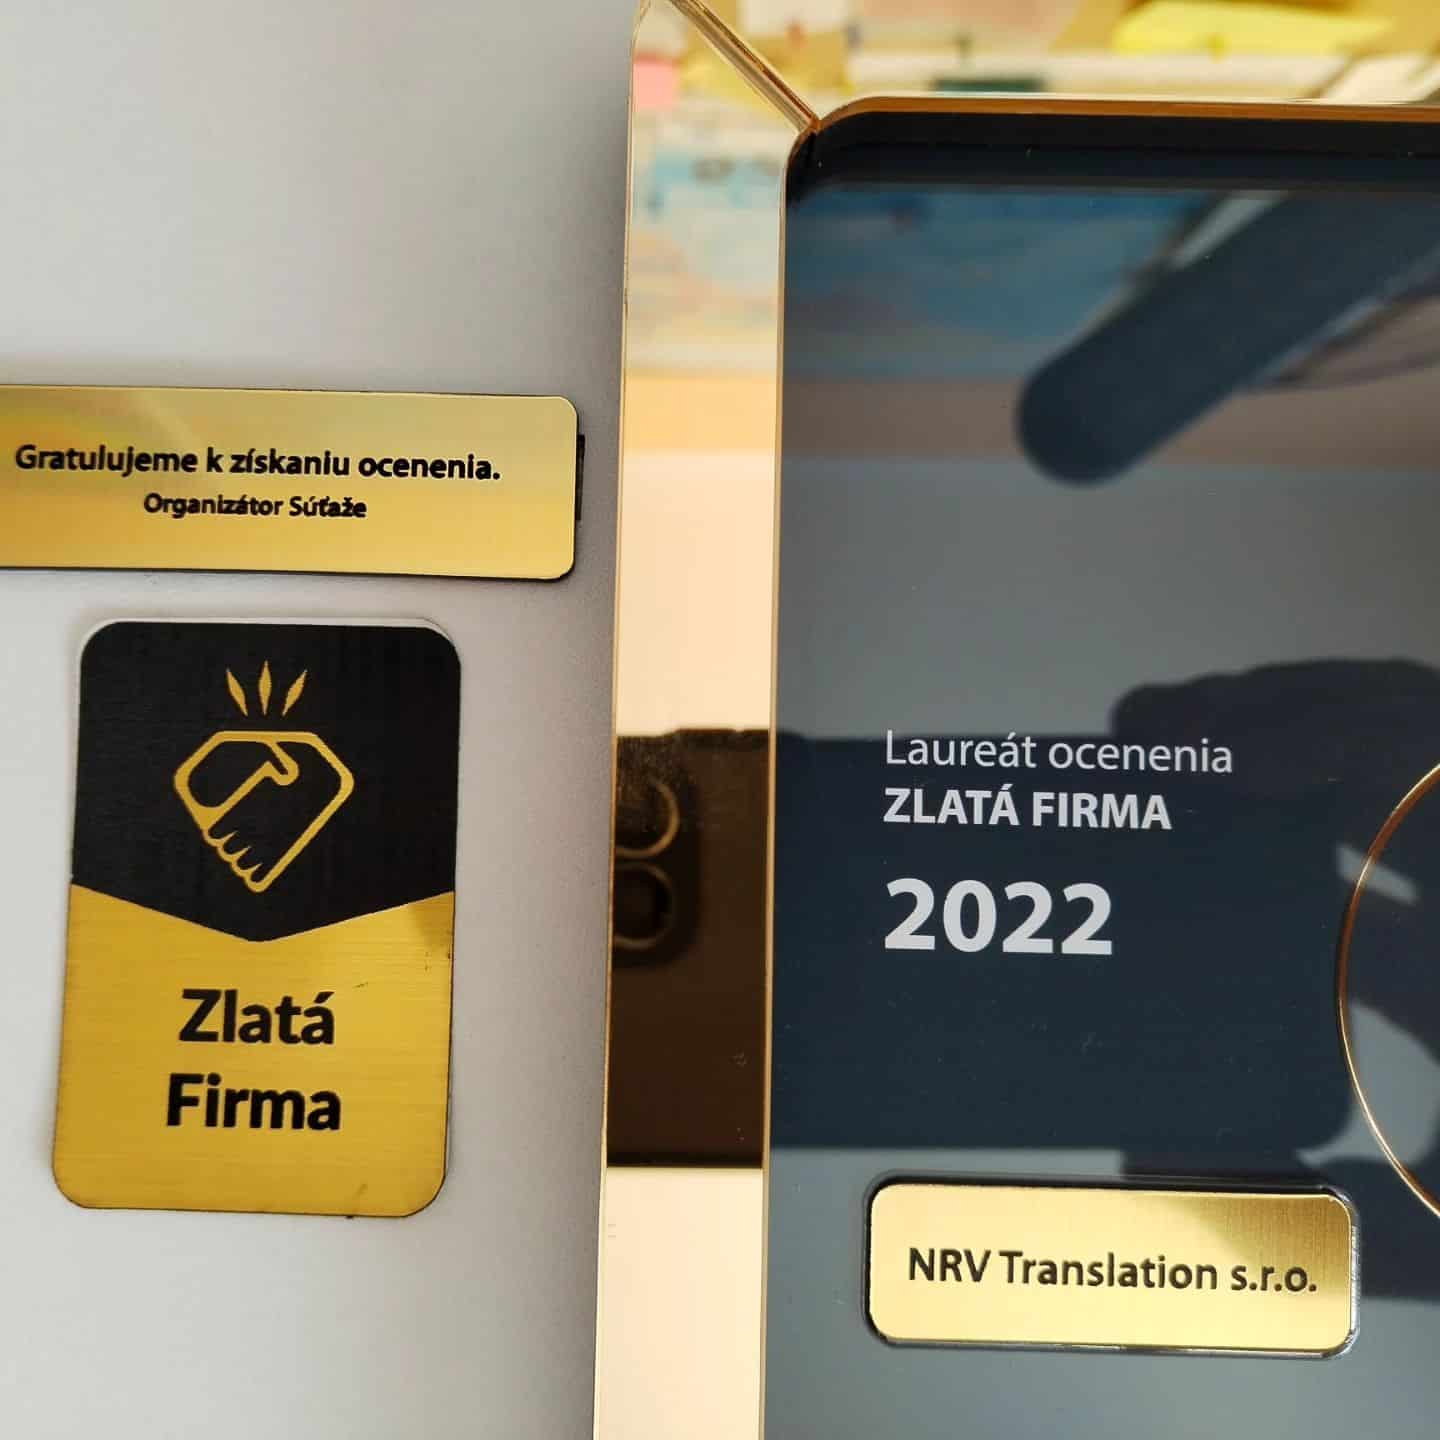 Gratulujeme k získaniu ocenenia.
Organizátor Súťaže
Zlatá
Firma
Laureát ocenenia
ZLATÁ FIRMA
2022
NRV Translation s.r.o.